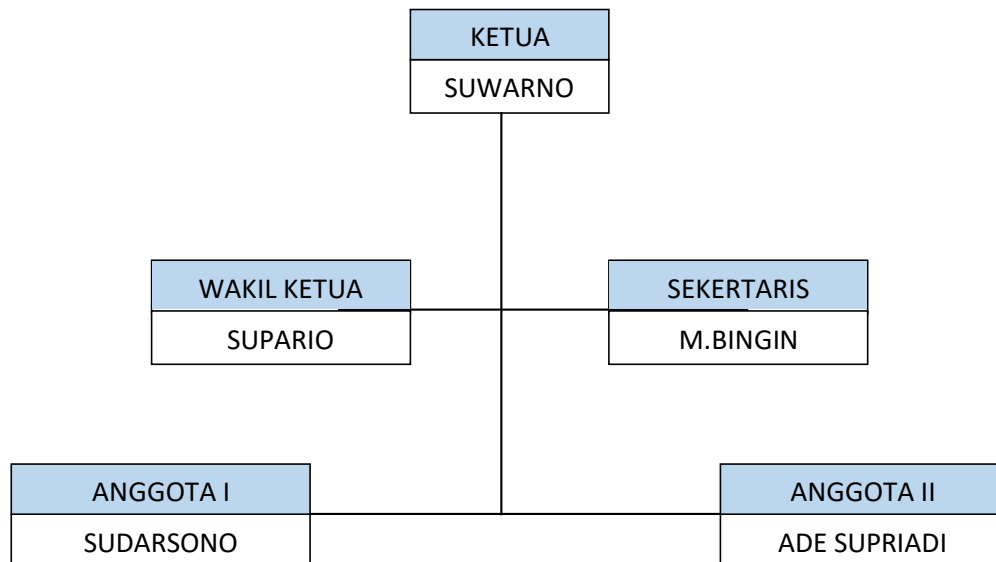 KETUA
SUWARNO
WAKIL KETUA
SUPARIO
SEKERTARIS
M.BINGIN
ANGGOTA I
SUDARSONO
ANGGOTA II
ADE SUPRIADI